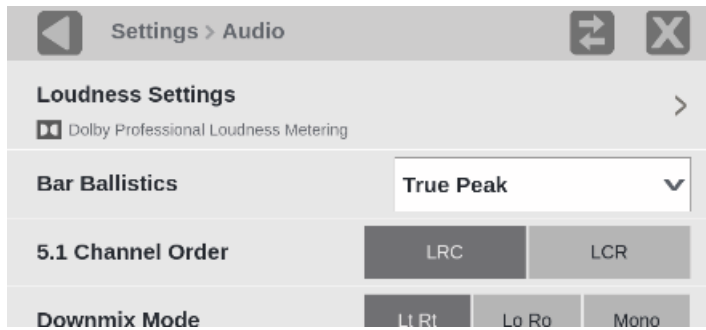 Settings > Audio
Loudness Settings
Dolby Professional Loudness Metering
Bar Ballistics
True Peak
5.1 Channel Order
LRC
LCR
Downmix Mode
Lt Rt
Lo Ro
Mono